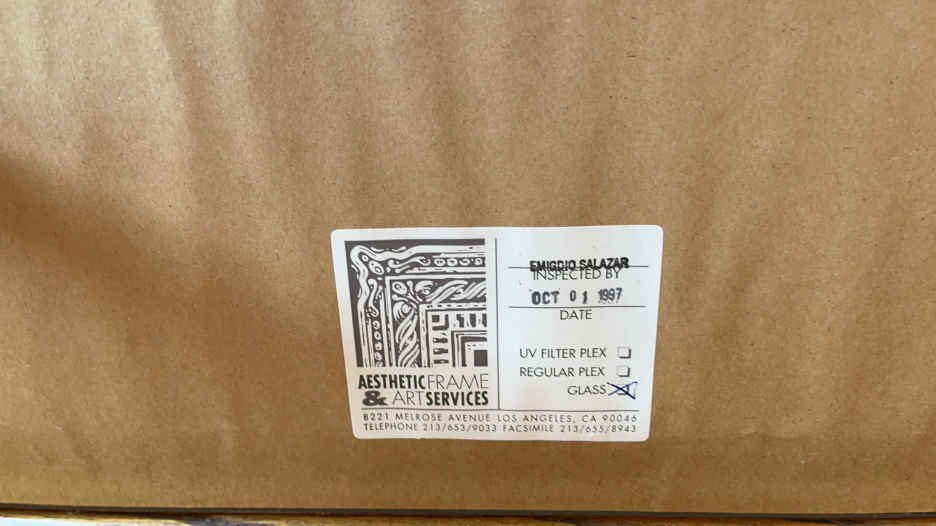 AESTHETIC FRAME
& ART SERVICES
EMIGDIO SALAZAR
INSPECTED BY
OCT 01 1997
DATE
UV FILTER PLEX
REGULAR PLEX
GLASS
8221 MELROSE AVENUE LOS ANGELES, CA 90046
TELEPHONE 213/653/9033 FACSIMILE 213/655/8943